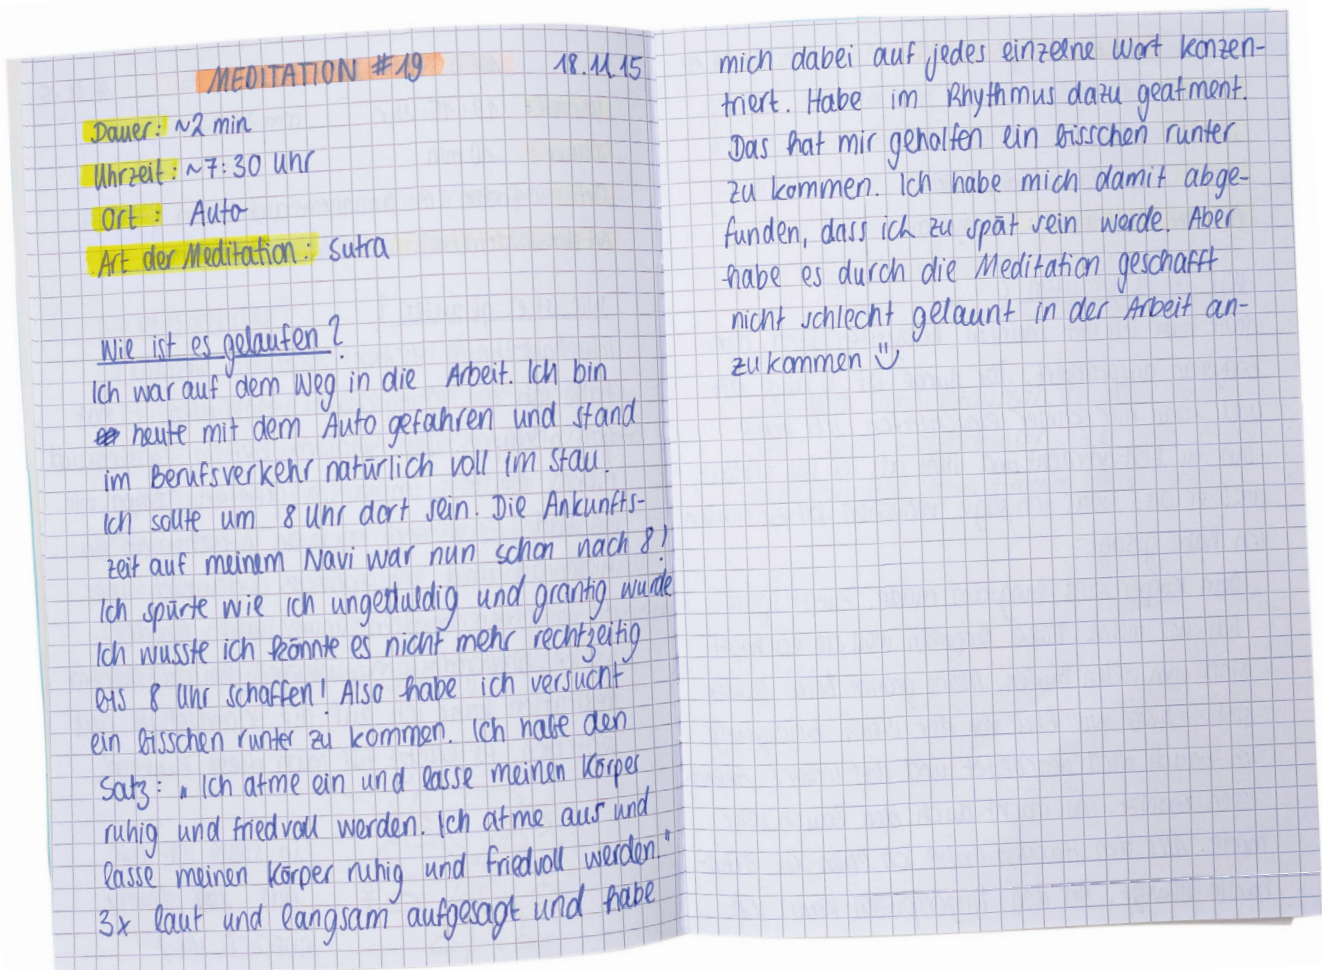 MEDITATION #19 18.11.15
Dauer: ~2 min
Uhrzeit: ~7:30 Uhr
Ort: Auto
Art der Meditation: Sutra
Wie ist es gelaufen?
Ich war auf dem Weg in die Arbeit. Ich bin
heute mit dem Auto gefahren und stand
im Berufsverkehr natürlich voll im Stau.
Ich sollte um 8 Uhr dort sein. Die Ankunfts-
zeit auf meinem Navi war nun schon nach 8!
Ich spürte wie ich ungeduldig und grantig wurde
Ich wusste ich könnte es nicht mehr rechtzeitig
bis 8 Uhr schaffen! Also habe ich versucht
ein bisschen runter zu kommen. Ich habe den
Satz: "Ich atme ein und lasse meinen Körper
ruhig und friedvoll werden. Ich atme aus und
lasse meinen Körper ruhig und friedvoll werden."
3x laut und langsam aufgesagt und habe
mich dabei auf jedes einzelne Wort konzen-
triert. Habe im Rhythmus dazu geatment.
Das hat mir geholfen ein bisschen runter
zu kommen. Ich habe mich damit abge-
funden, dass ich zu spät sein werde. Aber
habe es durch die Meditation geschafft
nicht schlecht gelaunt in der Arbeit an-
zukommen